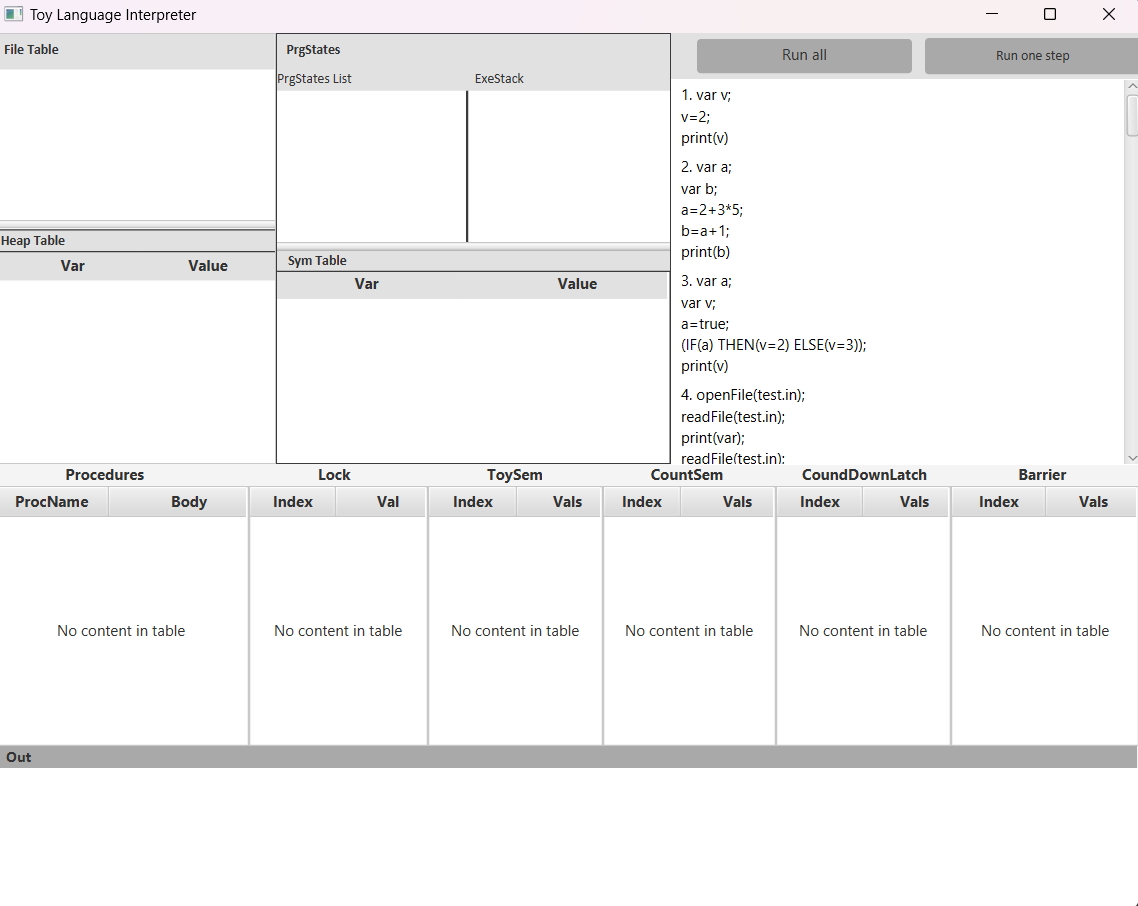 Toy Language Interpreter
File Table
PrgStates
Run all
Run one step
PrgStates List
ExeStack
1. var v;
v=2;
print(v)
2. var a;
var b;
a=2+3*5;
b=a+1;
print(b)
3. var a;
var v;
a=true;
(IF(a) THEN(v=2) ELSE(v=3));
print(v)
4. openFile(test.in);
readFile(test.in);
print(var);
readFile(test.in);
Heap Table
Var Value
Sym Table
Var Value
Procedures Lock ToySem CountSem CoundDownLatch Barrier
ProcName Body Index Val Index Vals Index Vals Index Vals Index Vals
No content in table No content in table No content in table No content in table No content in table No content in table
Out